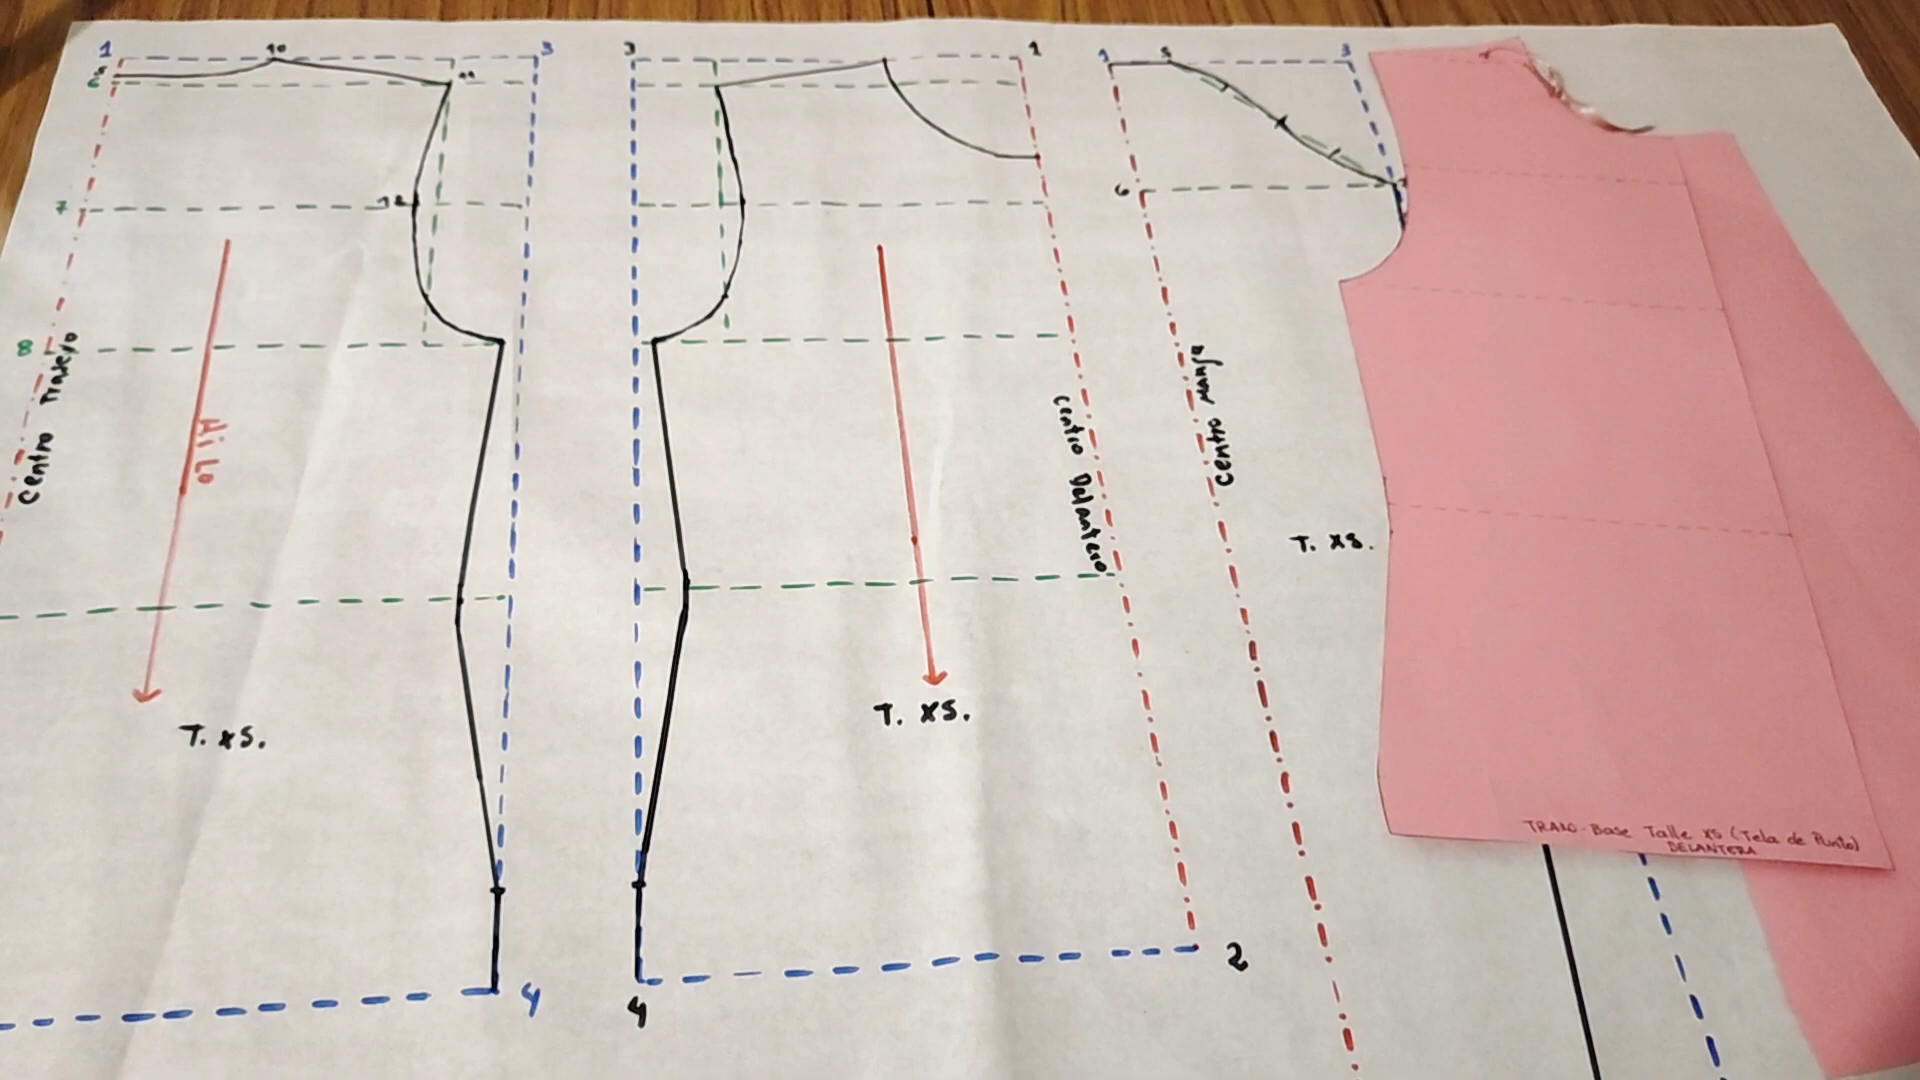 1
10
3
11
7
12
8
Centro Trasero
Hilo
T. xs.
4
3
1
Centro Delantero
T. xs.
2
4
1
5
3
6
Centro Manga
T. xs.
TRAZO-Base Talle XS (Tela de Punto)
DELANTERA